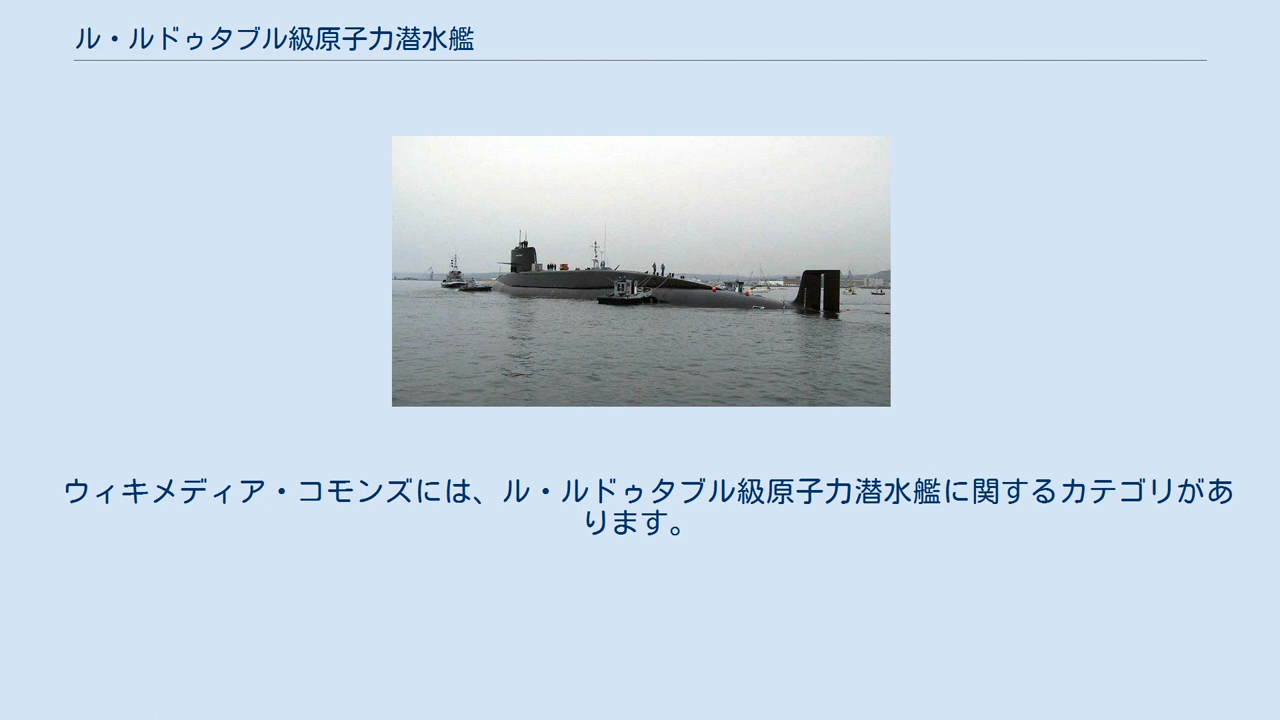 ル・ルドゥタブル級原子力潜水艦
ウィキメディア・コモンズには、ル・ルドゥタブル級原子力潜水艦に関するカテゴリがあ
ります。